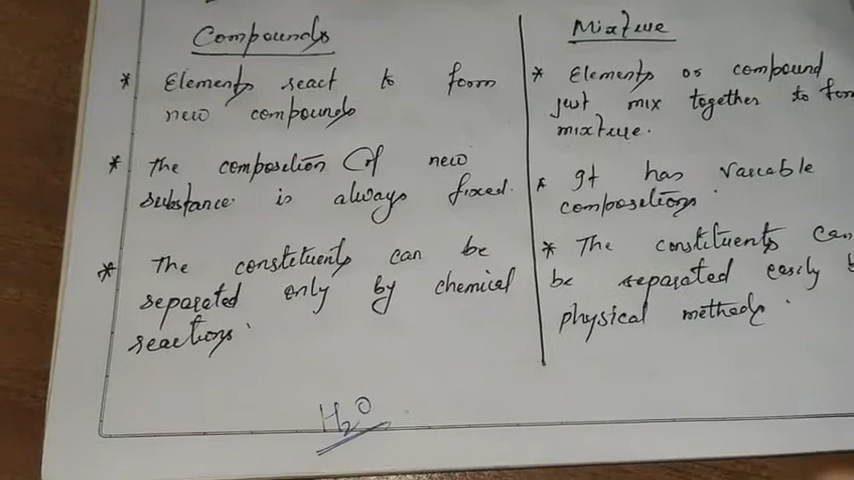 Compounds
* Elements react to form
new compounds
* The composition of new
substance is always fixed.
* The constituents can be
separated only by chemical
reactions.
H₂O
Mixture
* Elements or compound
just mix together to form
mixture.
* It has variable
compositions.
* The constituents can
be separated easily
physical methods.